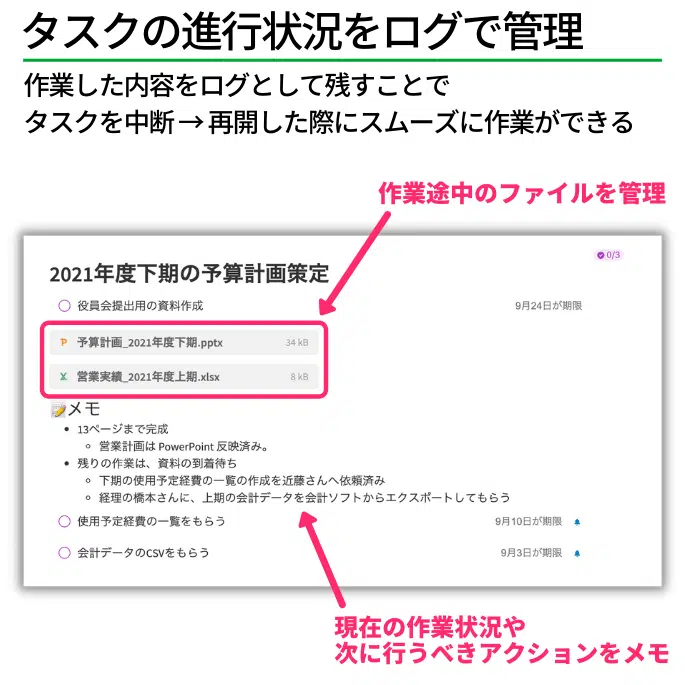 タスクの進行状況をログで管理
作業した内容をログとして残すことで
タスクを中断→再開した際にスムーズに作業ができる
作業途中のファイルを管理
0/3
2021年度下期の予算計画策定
役員会提出用の資料作成 9月24日が期限
予算計画_2021年度下期.pptx 34 kB
営業実績_2021年度上期.xlsx 8 kB
📝メモ
• 13ページまで完成
◦ 営業計画は PowerPoint 反映済み。
• 残りの作業は、資料の到着待ち
◦ 下期の使用予定経費の一覧の作成を近藤さんへ依頼済み
◦ 経理の橋本さんに、上期の会計データを会計ソフトからエクスポートしてもらう
使用予定経費の一覧をもらう 9月10日が期限
会計データのCSVをもらう 9月3日が期限
現在の作業状況や
次に行うべきアクションをメモ